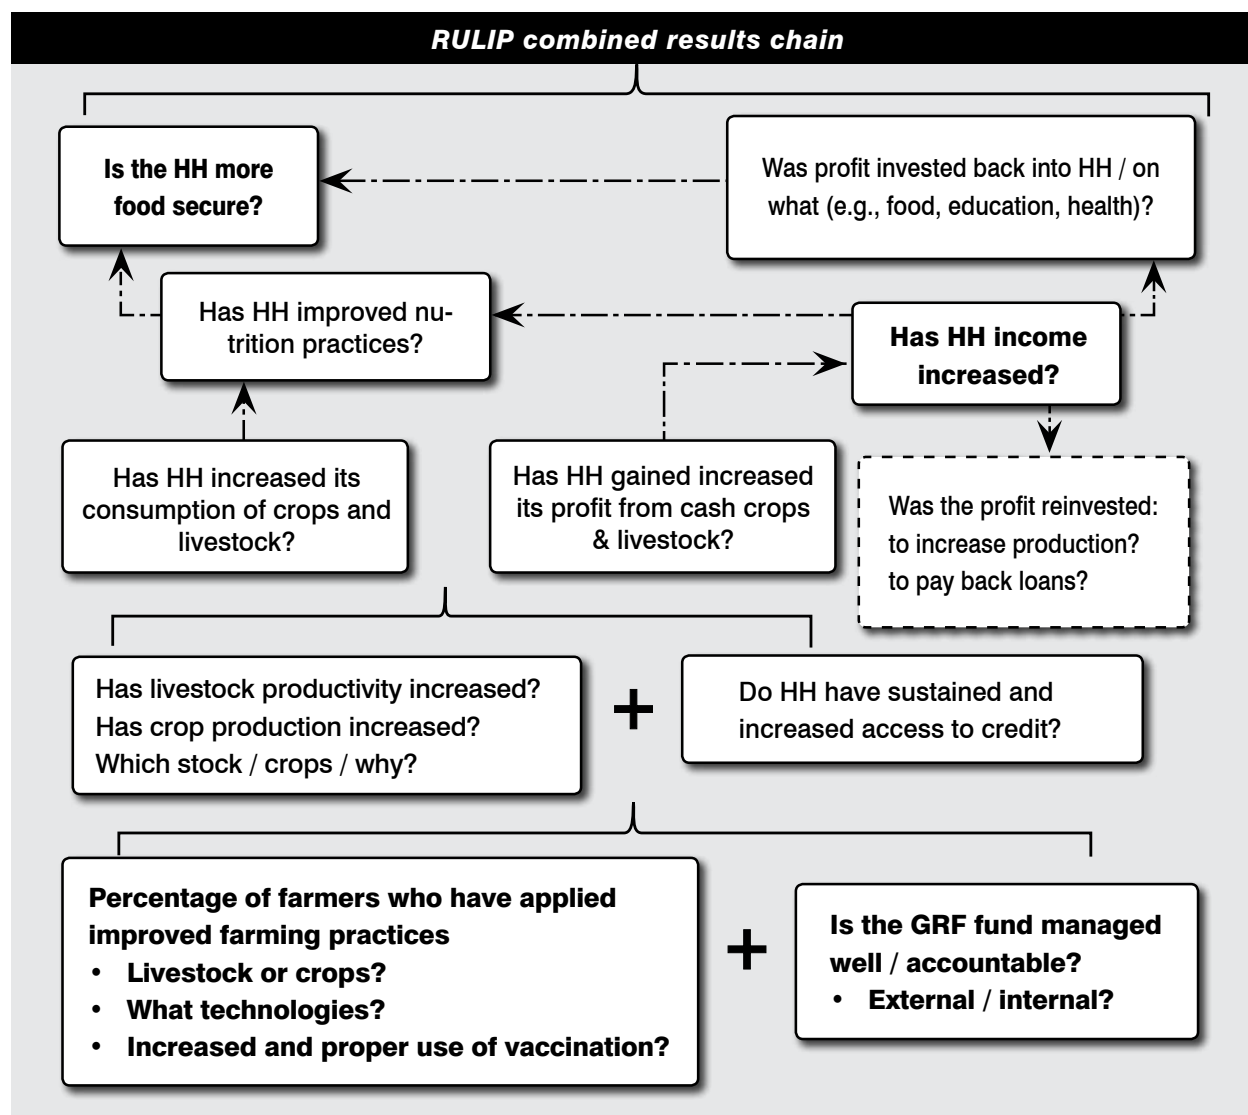 RULIP combined results chain
Is the HH more
food secure?
Was profit invested back into HH / on
what (e.g., food, education, health)?
Has HH improved nu-
trition practices?
Has HH income
increased?
Has HH increased its
consumption of crops and
livestock?
Has HH gained increased
its profit from cash crops
& livestock?
Was the profit reinvested:
to increase production?
to pay back loans?
Has livestock productivity increased?
Has crop production increased?
Which stock / crops / why?
+
Do HH have sustained and
increased access to credit?
Percentage of farmers who have applied
improved farming practices
• Livestock or crops?
• What technologies?
• Increased and proper use of vaccination?
+
Is the GRF fund managed
well / accountable?
• External / internal?